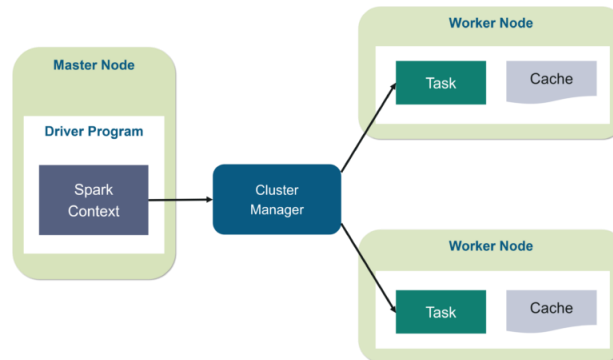 Master Node
Driver Program
Spark
Context
Cluster
Manager
Worker Node
Task
Cache
Worker Node
Task
Cache